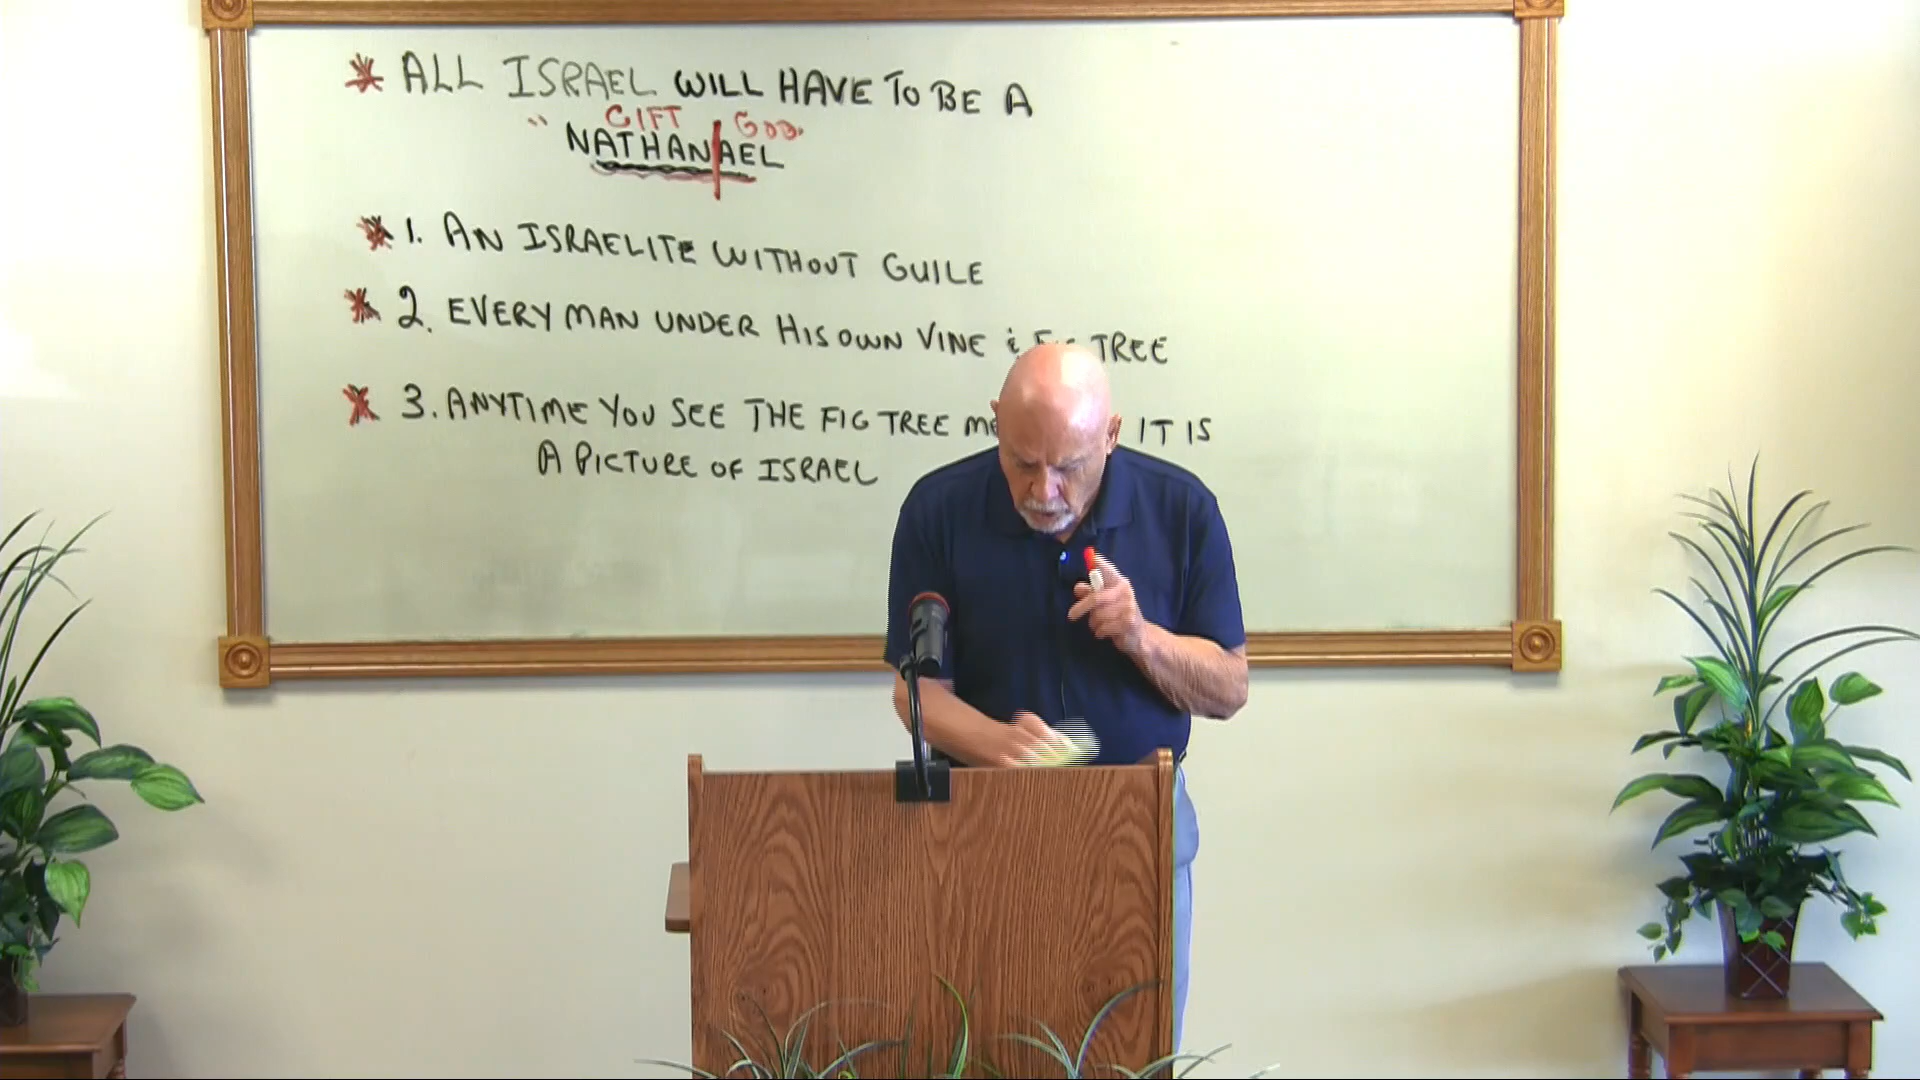 ALL ISRAEL WILL HAVE TO BE A
GIFT GOD
" NATHANAEL
1. AN ISRAELITE WITHOUT GUILE
2. EVERY MAN UNDER HIS OWN VINE & TREE
3. ANYTIME YOU SEE THE FIG TREE IT IS
A PICTURE OF ISRAEL